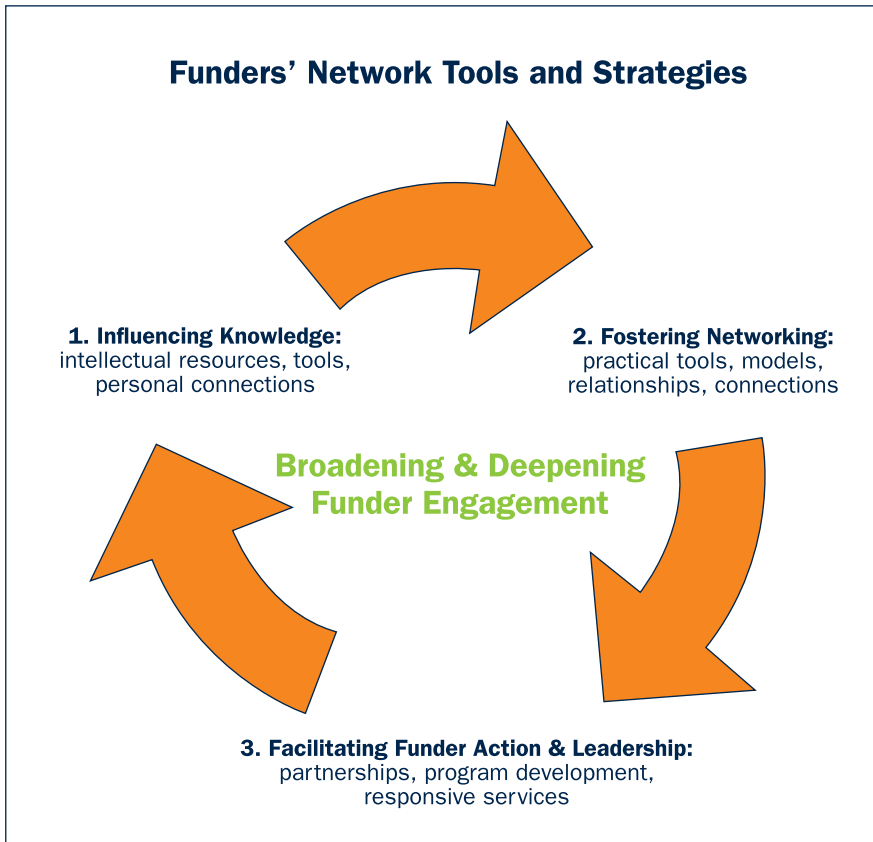 Funders’ Network Tools and Strategies
1. Influencing Knowledge:
intellectual resources, tools,
personal connections
2. Fostering Networking:
practical tools, models,
relationships, connections
Broadening & Deepening
Funder Engagement
3. Facilitating Funder Action & Leadership:
partnerships, program development,
responsive services